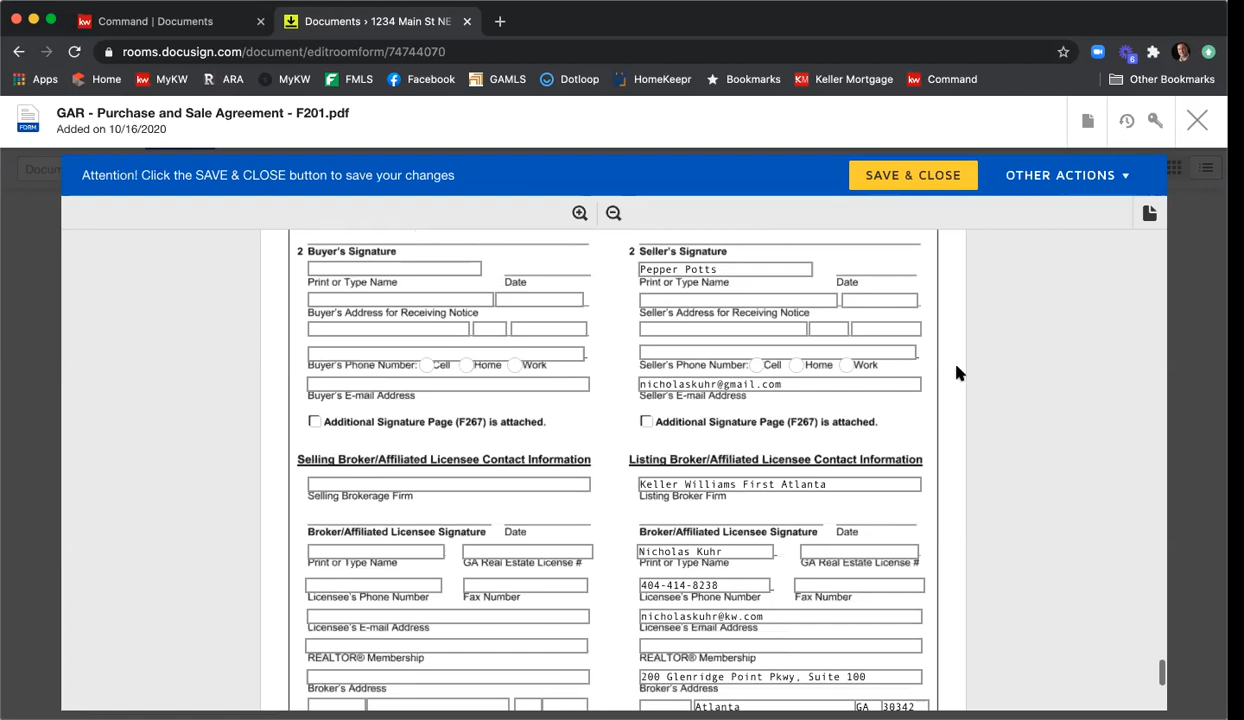 Command | Documents
Documents › 1234 Main St NE
rooms.docusign.com/document/editroomform/74744070
Apps Home MyKW ARA MyKW FMLS Facebook GAMLS Dotloop HomeKeepr Bookmarks Keller Mortgage Command Other Bookmarks
GAR - Purchase and Sale Agreement - F201.pdf
FORM
Added on 10/16/2020
Attention! Click the SAVE & CLOSE button to save your changes
SAVE & CLOSE
OTHER ACTIONS
2 Buyer's Signature
Print or Type Name Date
Buyer's Address for Receiving Notice
Buyer's Phone Number: Cell Home Work
Buyer's E-mail Address
Additional Signature Page (F267) is attached.
Selling Broker/Affiliated Licensee Contact Information
Selling Brokerage Firm
Broker/Affiliated Licensee Signature Date
Print or Type Name GA Real Estate License #
Licensee's Phone Number Fax Number
Licensee's E-mail Address
REALTOR® Membership
Broker's Address
2 Seller's Signature
Pepper Potts
Print or Type Name Date
Seller's Address for Receiving Notice
Seller's Phone Number: Cell Home Work
nicholaskuhr@gmail.com
Seller's E-mail Address
Additional Signature Page (F267) is attached.
Listing Broker/Affiliated Licensee Contact Information
Keller Williams First Atlanta
Listing Broker Firm
Broker/Affiliated Licensee Signature Date
Nicholas Kuhr
Print or Type Name GA Real Estate License #
404-414-8238
Licensee's Phone Number Fax Number
nicholaskuhr@kw.com
Licensee's Email Address
REALTOR® Membership
200 Glenridge Point Pkwy, Suite 100
Broker's Address
Atlanta GA 30342